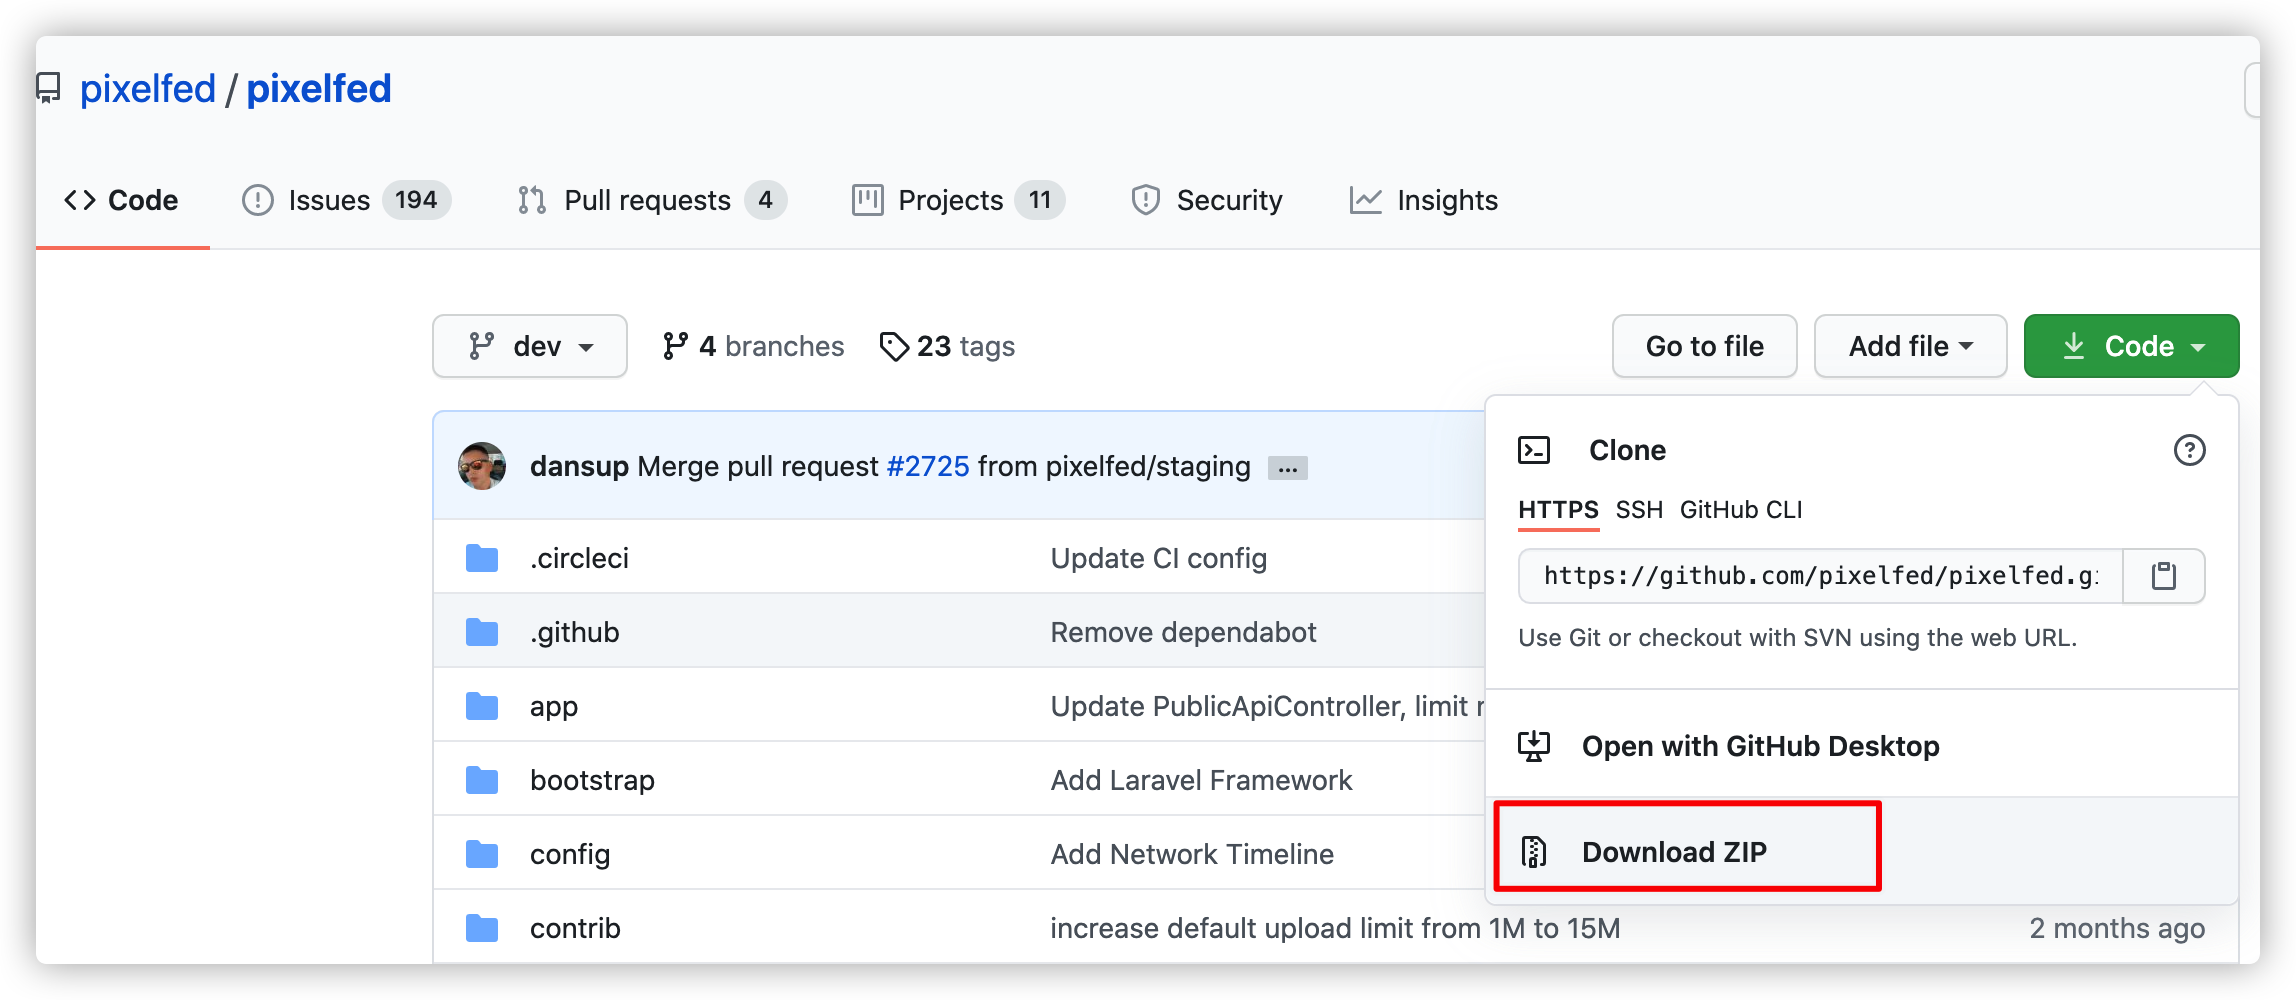 pixelfed / pixelfed
Code Issues 194 Pull requests 4 Projects 11 Security Insights
dev 4 branches 23 tags Go to file Add file Code
dansup Merge pull request #2725 from pixelfed/staging ...
Clone
HTTPS SSH GitHub CLI
https://github.com/pixelfed/pixelfed.g
Use Git or checkout with SVN using the web URL.
Open with GitHub Desktop
Download ZIP
.circleci Update CI config
.github Remove dependabot
app Update PublicApiController, limit
bootstrap Add Laravel Framework
config Add Network Timeline
contrib increase default upload limit from 1M to 15M 2 months ago